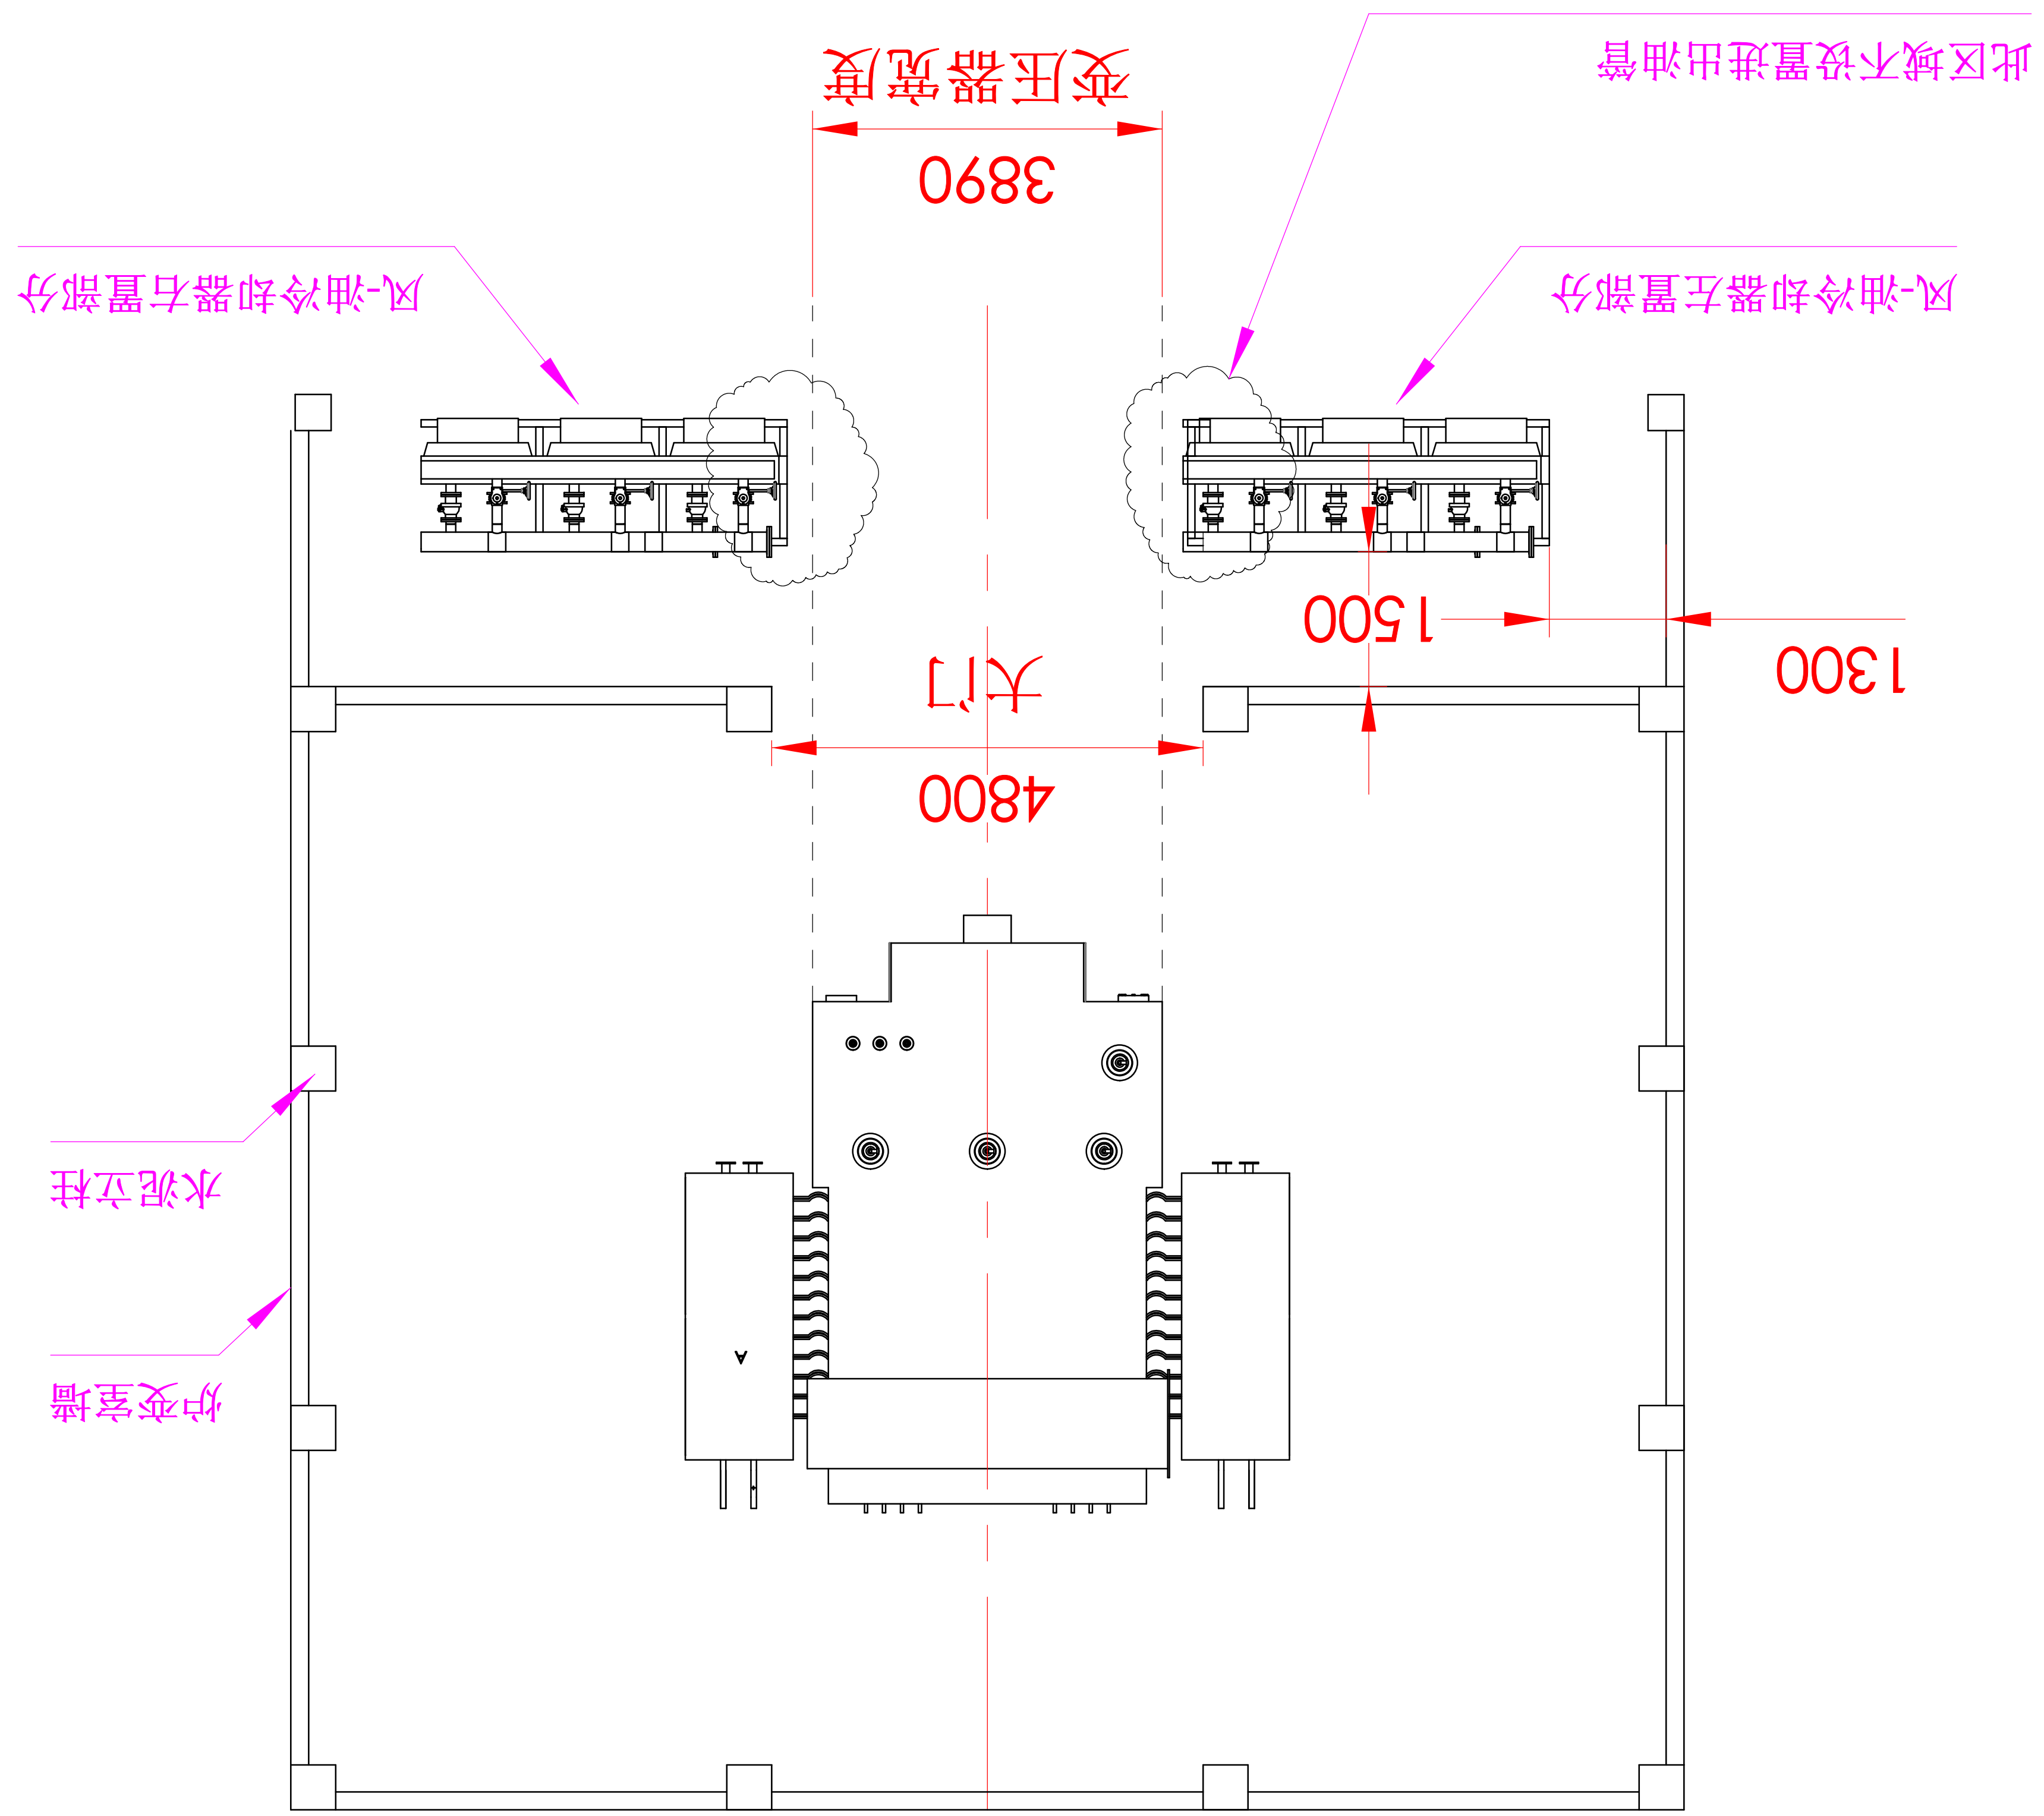 炉变室墙
水泥立柱
A
4800
大门
1300
1500
风-油冷却器左置部分
风-油冷却器右置部分
3890
变压器宽度
此区域不放置进出油管